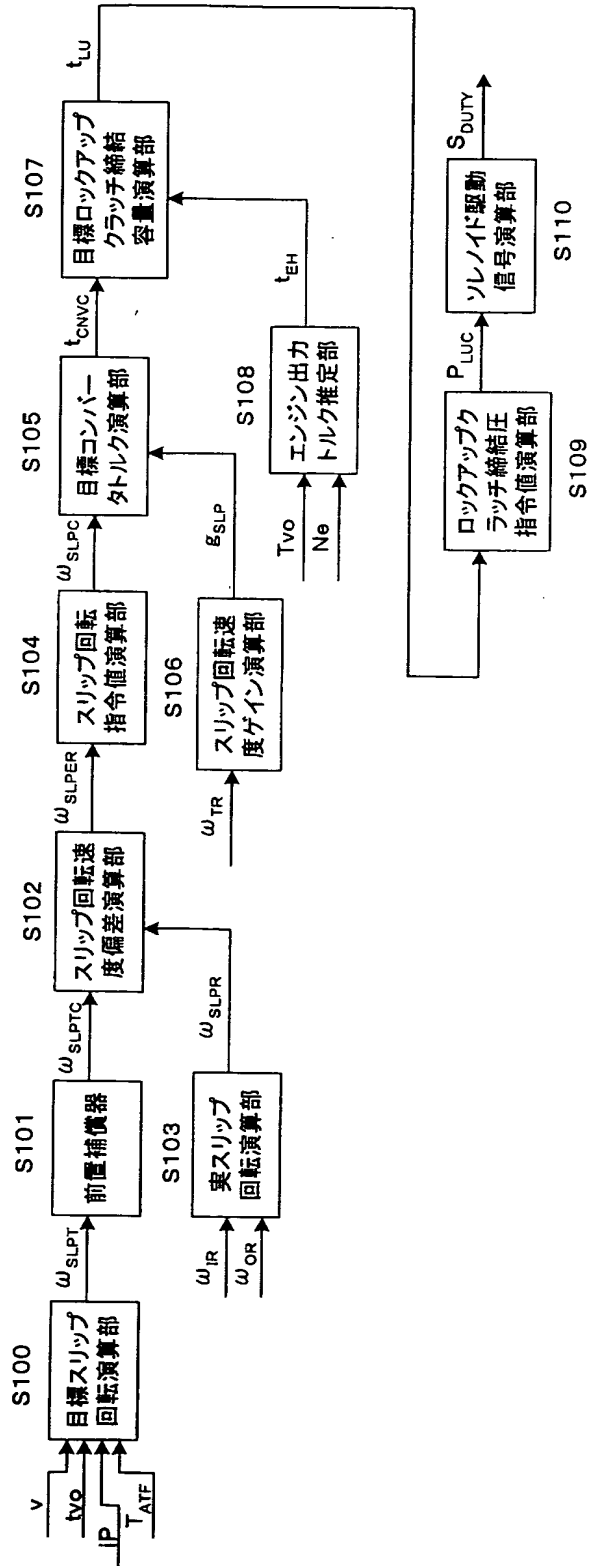 S100
目標スリップ
回転演算部
v
tvo
iP
T_ATF
ω_SLPT
S101
前置補償器
ω_SLPTC
S102
スリップ回転速
度偏差演算部
ω_SLPER
S103
実スリップ
回転演算部
ω_IR
ω_OR
ω_SLPR
S104
スリップ回転
指令値演算部
ω_SLPC
S105
目標コンバー
タトルク演算部
t_CNVC
S106
スリップ回転速
度ゲイン演算部
ω_TR
g_SLP
S107
目標ロックアップ
クラッチ締結
容量演算部
t_LU
S108
エンジン出力
トルク推定部
Tvo
Ne
t_EH
ロックアップク
ラッチ締結圧
指令値演算部
S109
P_LUC
ソレノイド駆動
信号演算部
S110
S_DUTY